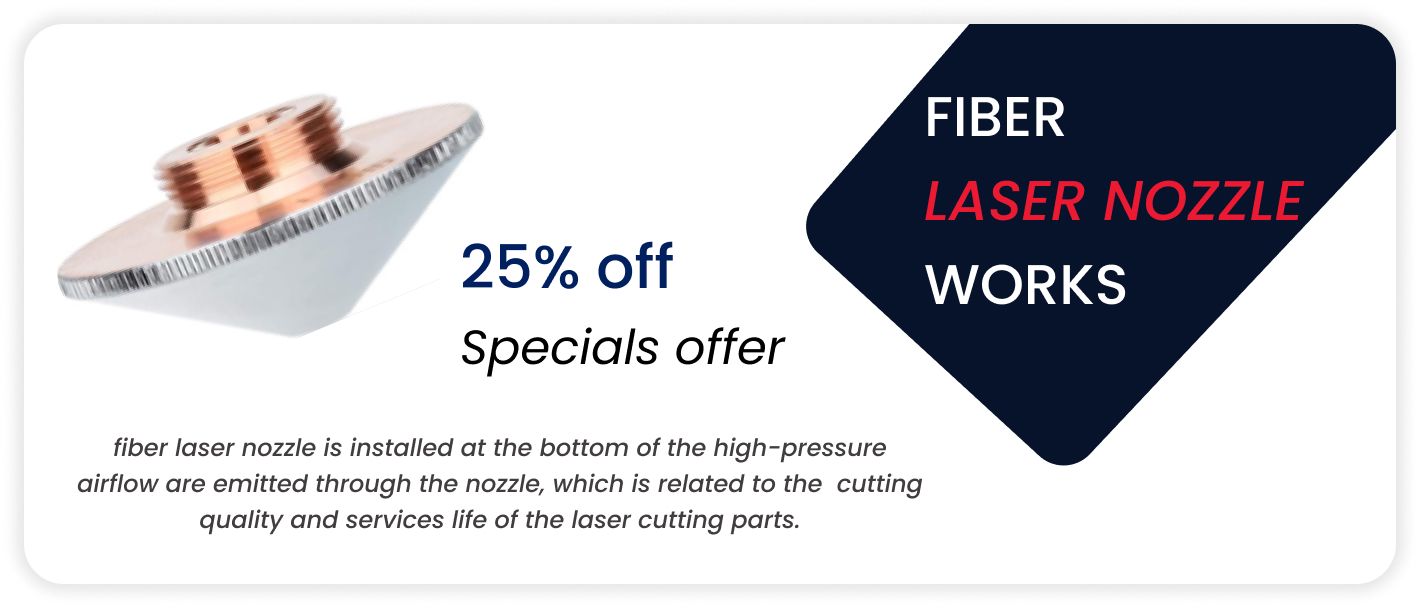 FIBER
LASER NOZZLE
WORKS
25% off
Specials offer
fiber laser nozzle is installed at the bottom of the high-pressure
airflow are emitted through the nozzle, which is related to the  cutting
quality and services life of the laser cutting parts.